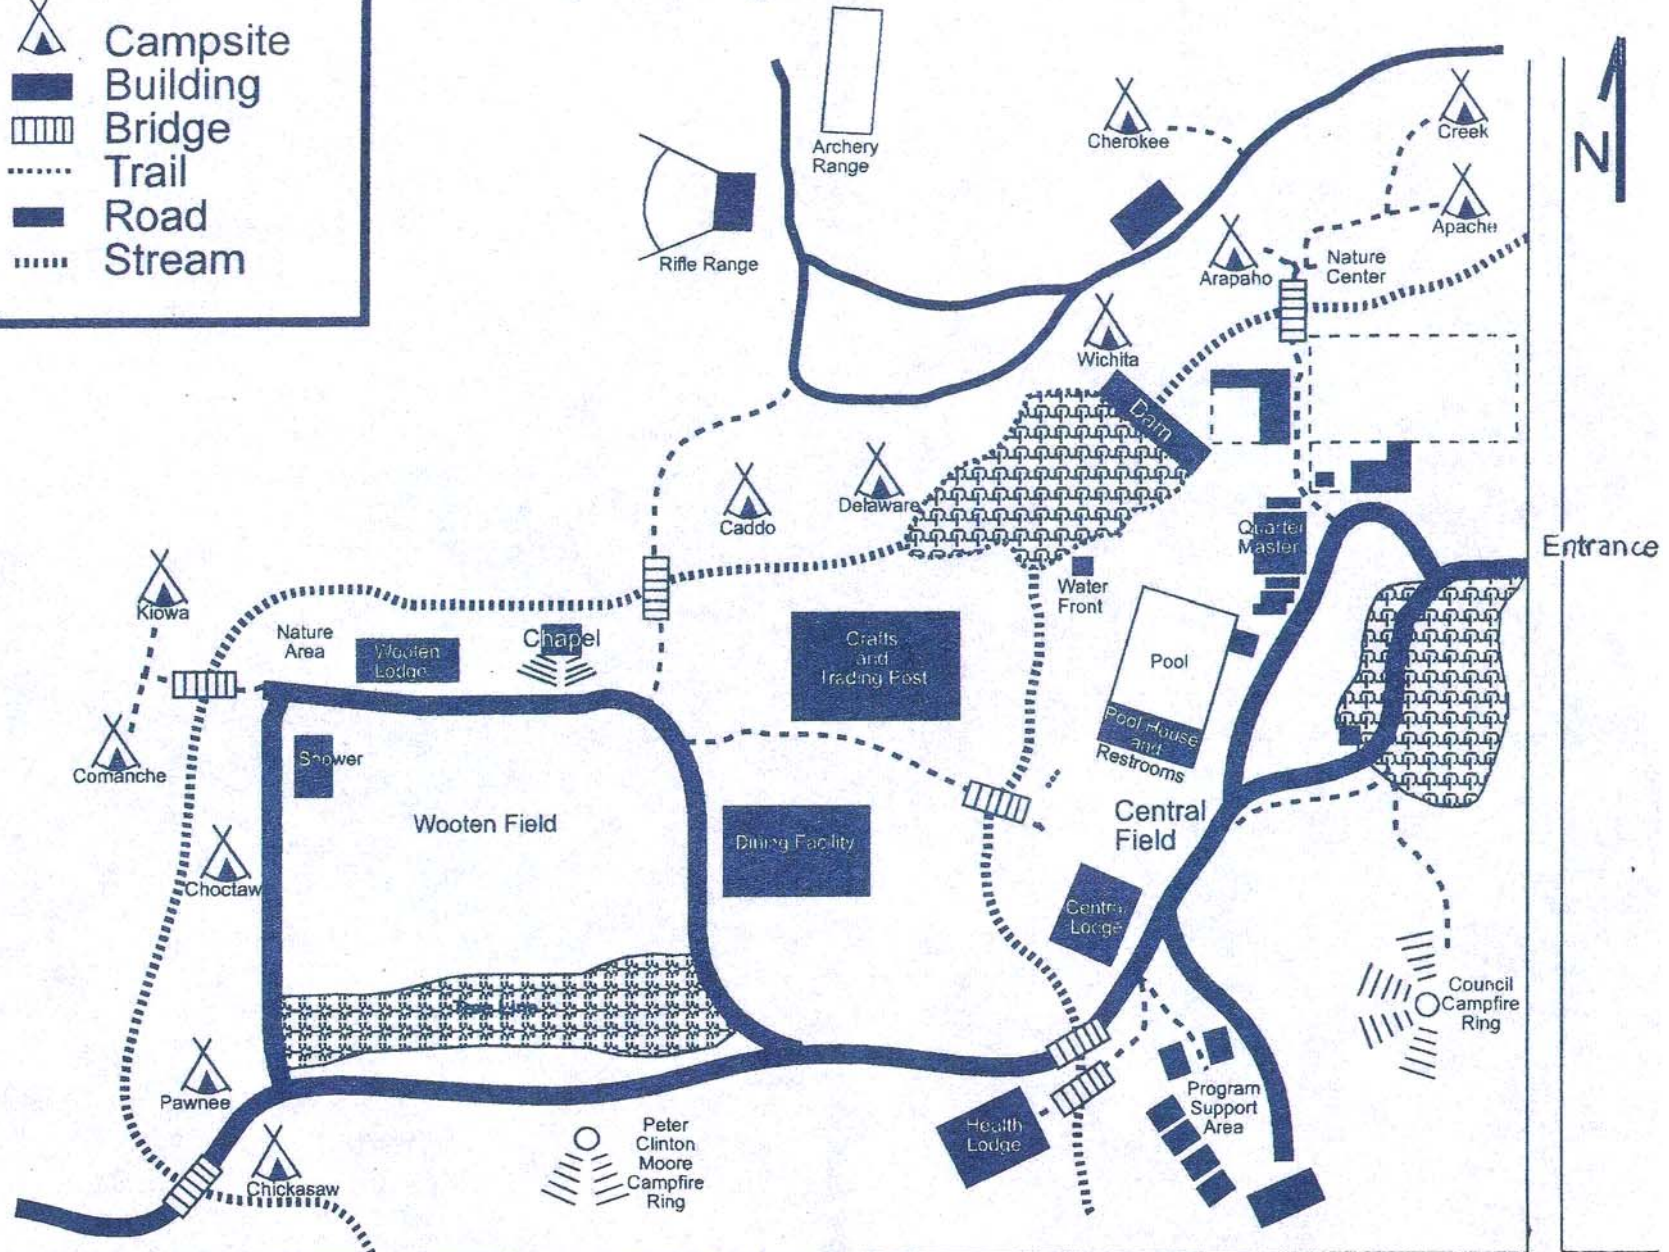 Campsite
Building
Bridge
Trail
Road
Stream
N
Archery
Range
Rifle Range
Cherokee
Creek
Apache
Arapaho
Nature
Center
Wichita
Dam
Caddo
Delaware
Quarter
Master
Entrance
Kiowa
Nature
Area
Wooten
Lodge
Chapel
Crafts
and
Trading Post
Water
Front
Pool
Pool House
and
Restrooms
Comanche
Shower
Wooten Field
Dining Facility
Central
Field
Choctaw
Central
Lodge
Council
Campfire
Ring
Pawnee
Chickasaw
Peter
Clinton
Moore
Campfire
Ring
Health
Lodge
Program
Support
Area